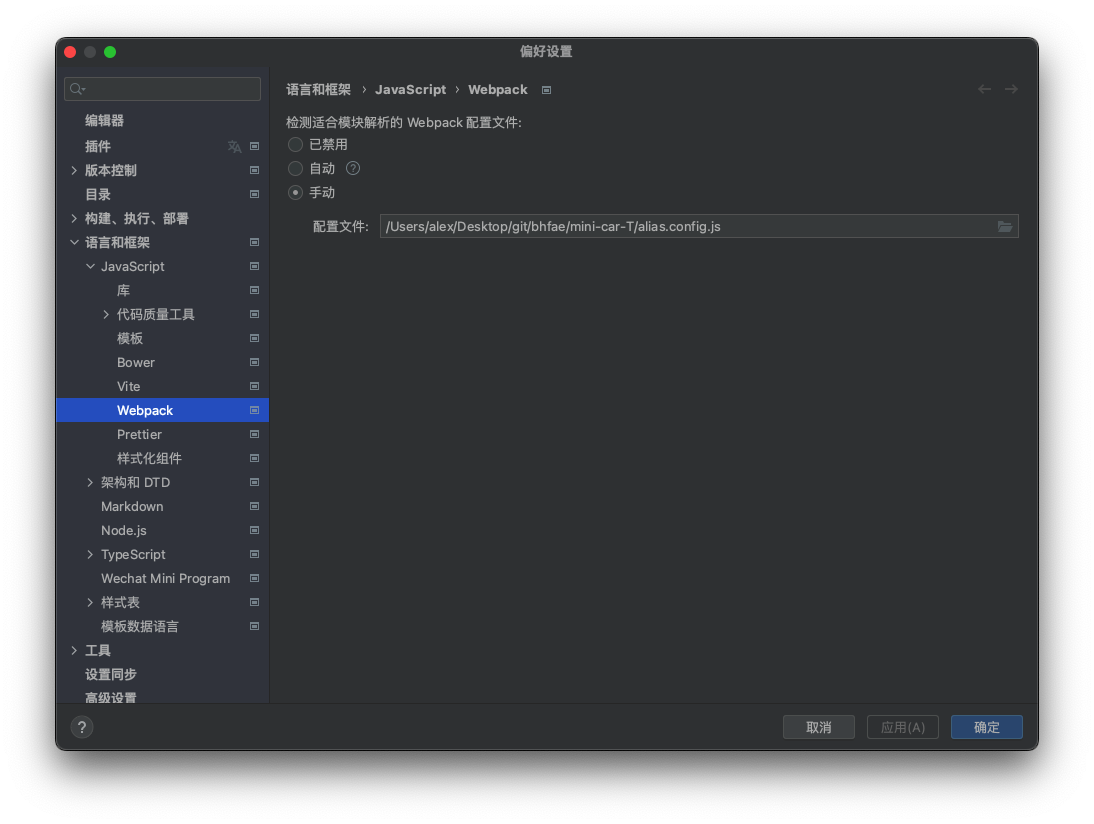 偏好设置
编辑器
插件
版本控制
目录
构建、执行、部署
语言和框架
JavaScript
库
代码质量工具
模板
Bower
Vite
Webpack
Prettier
样式化组件
架构和 DTD
Markdown
Node.js
TypeScript
Wechat Mini Program
样式表
模板数据语言
工具
设置同步
高级设置
语言和框架 › JavaScript › Webpack
检测适合模块解析的 Webpack 配置文件:
已禁用
自动 ?
手动
配置文件: /Users/alex/Desktop/git/bhfae/mini-car-T/alias.config.js
? 取消 应用(A) 确定